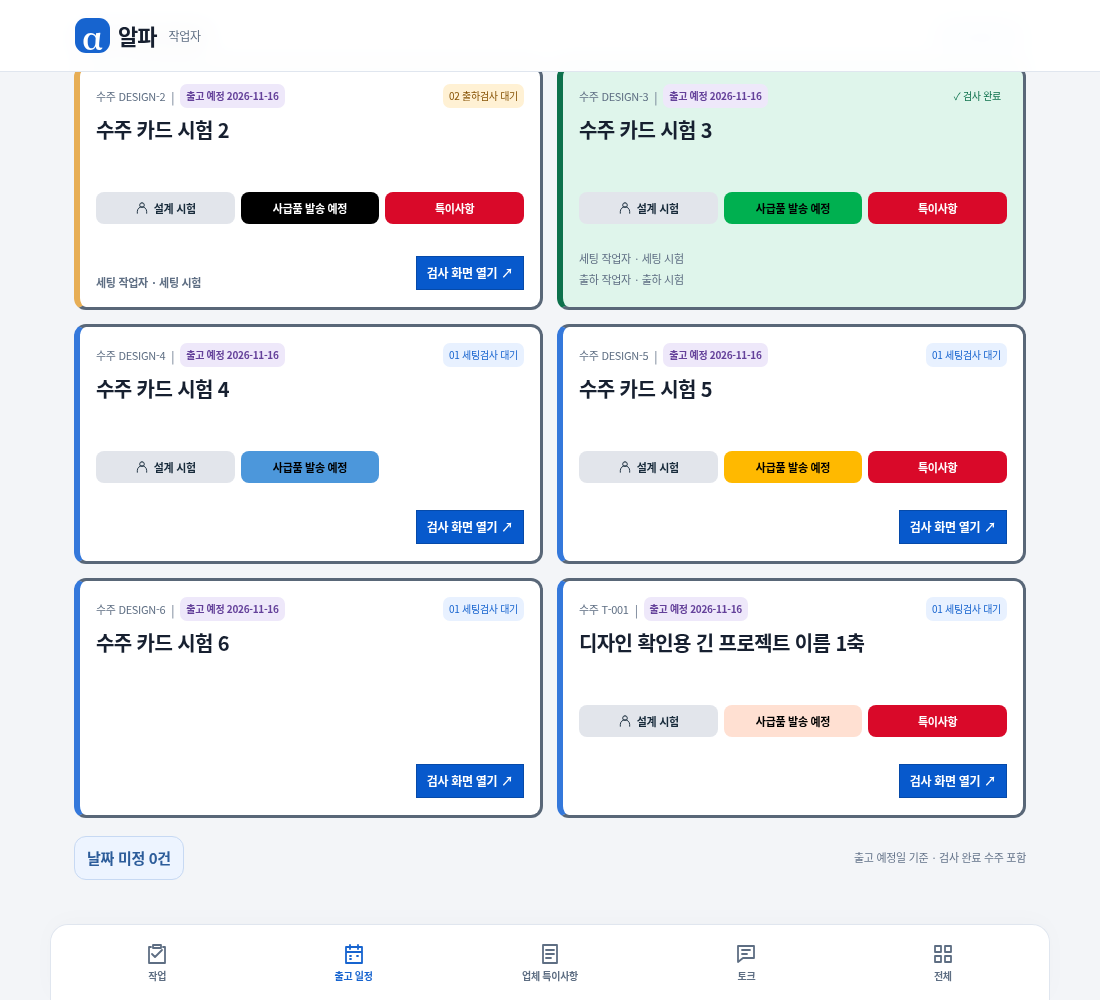 α 알파 작업자
수주 DESIGN-2 | 출고 예정 2026-11-16 02 출하검사 대기
수주 카드 시험 2
설계 시험 사급품 발송 예정 특이사항
세팅 작업자 · 세팅 시험 검사 화면 열기 ↗
수주 DESIGN-3 | 출고 예정 2026-11-16 ✓ 검사 완료
수주 카드 시험 3
설계 시험 사급품 발송 예정 특이사항
세팅 작업자 · 세팅 시험
출하 작업자 · 출하 시험
수주 DESIGN-4 | 출고 예정 2026-11-16 01 세팅검사 대기
수주 카드 시험 4
설계 시험 사급품 발송 예정
검사 화면 열기 ↗
수주 DESIGN-5 | 출고 예정 2026-11-16 01 세팅검사 대기
수주 카드 시험 5
설계 시험 사급품 발송 예정 특이사항
검사 화면 열기 ↗
수주 DESIGN-6 | 출고 예정 2026-11-16 01 세팅검사 대기
수주 카드 시험 6
검사 화면 열기 ↗
수주 T-001 | 출고 예정 2026-11-16 01 세팅검사 대기
디자인 확인용 긴 프로젝트 이름 1축
설계 시험 사급품 발송 예정 특이사항
검사 화면 열기 ↗
날짜 미정 0건 출고 예정일 기준 · 검사 완료 수주 포함
작업 출고 일정 업체 특이사항 토크 전체